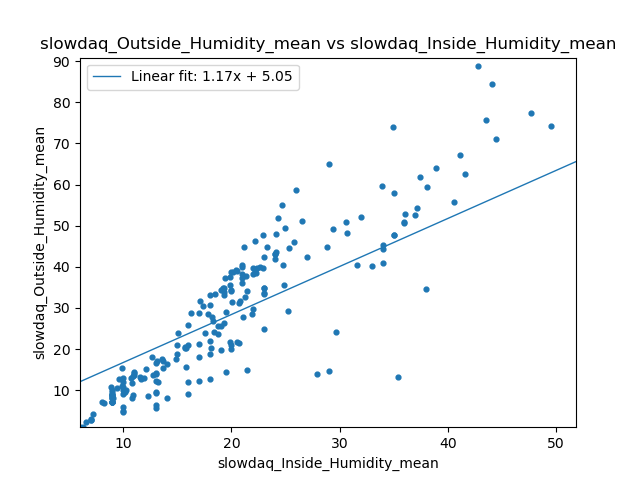 slowdaq_Outside_Humidity_mean vs slowdaq_Inside_Humidity_mean
Linear fit: 1.17x + 5.05
slowdaq_Outside_Humidity_mean
90
80
70
60
50
40
30
20
10
10 20 30 40 50
slowdaq_Inside_Humidity_mean